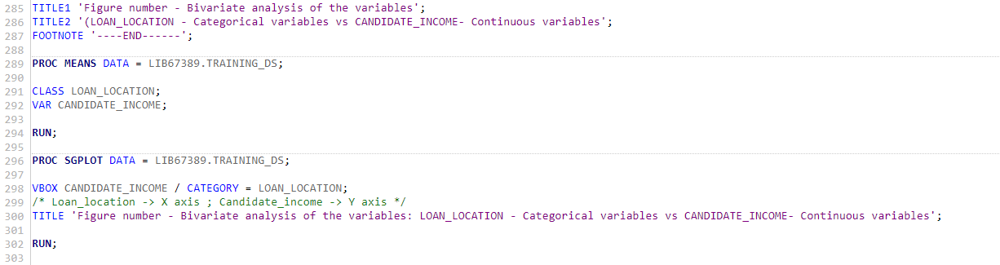 285 TITLE1 'Figure number - Bivariate analysis of the variables';
286 TITLE2 '(LOAN_LOCATION - Categorical variables vs CANDIDATE_INCOME- Continuous variables';
287 FOOTNOTE '----END------';
288
289 PROC MEANS DATA = LIB67389.TRAINING_DS;
290
291 CLASS LOAN_LOCATION;
292 VAR CANDIDATE_INCOME;
293
294 RUN;
295
296 PROC SGPLOT DATA = LIB67389.TRAINING_DS;
297
298 VBOX CANDIDATE_INCOME / CATEGORY = LOAN_LOCATION;
299 /* Loan_location -> X axis ; Candidate_income -> Y axis */
300 TITLE 'Figure number - Bivariate analysis of the variables: LOAN_LOCATION - Categorical variables vs CANDIDATE_INCOME- Continuous variables';
301
302 RUN;
303